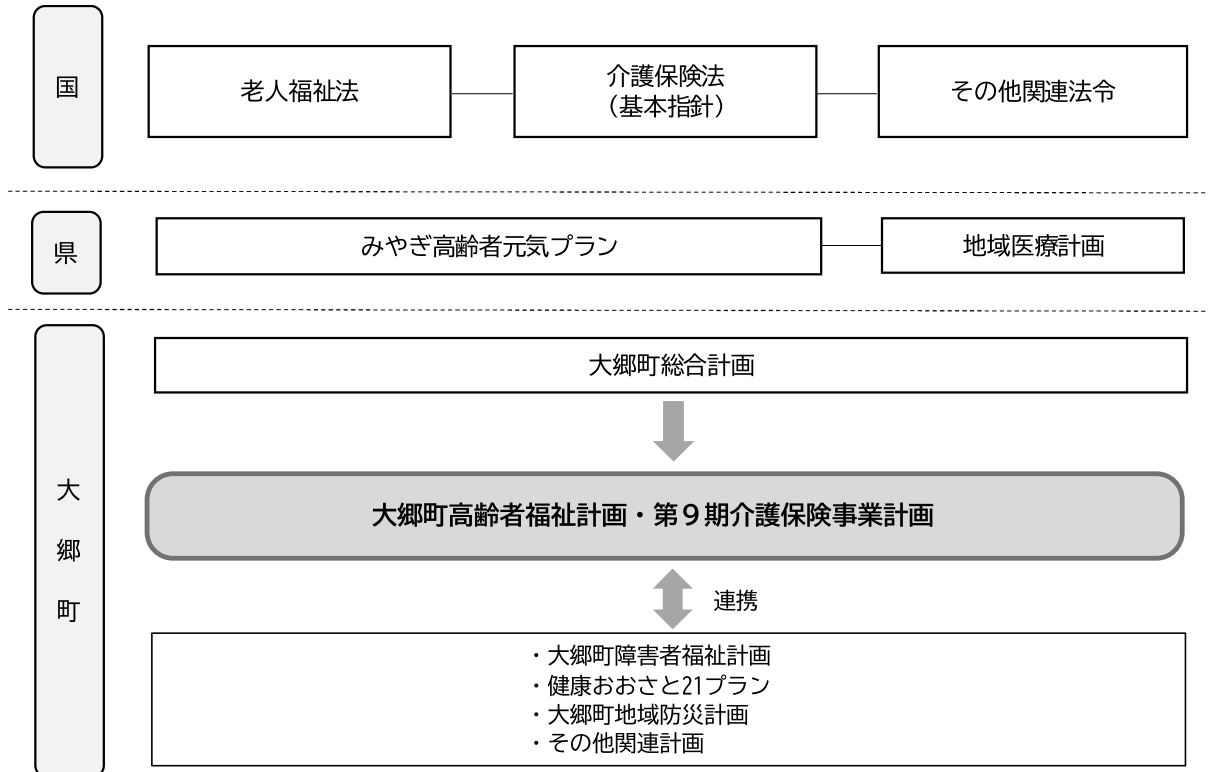 国
老人福祉法
介護保険法
（基本指針）
その他関連法令
県
みやぎ高齢者元気プラン
地域医療計画
大郷町
大郷町総合計画
大郷町高齢者福祉計画・第９期介護保険事業計画
連携
・大郷町障害者福祉計画
・健康おおさと21プラン
・大郷町地域防災計画
・その他関連計画